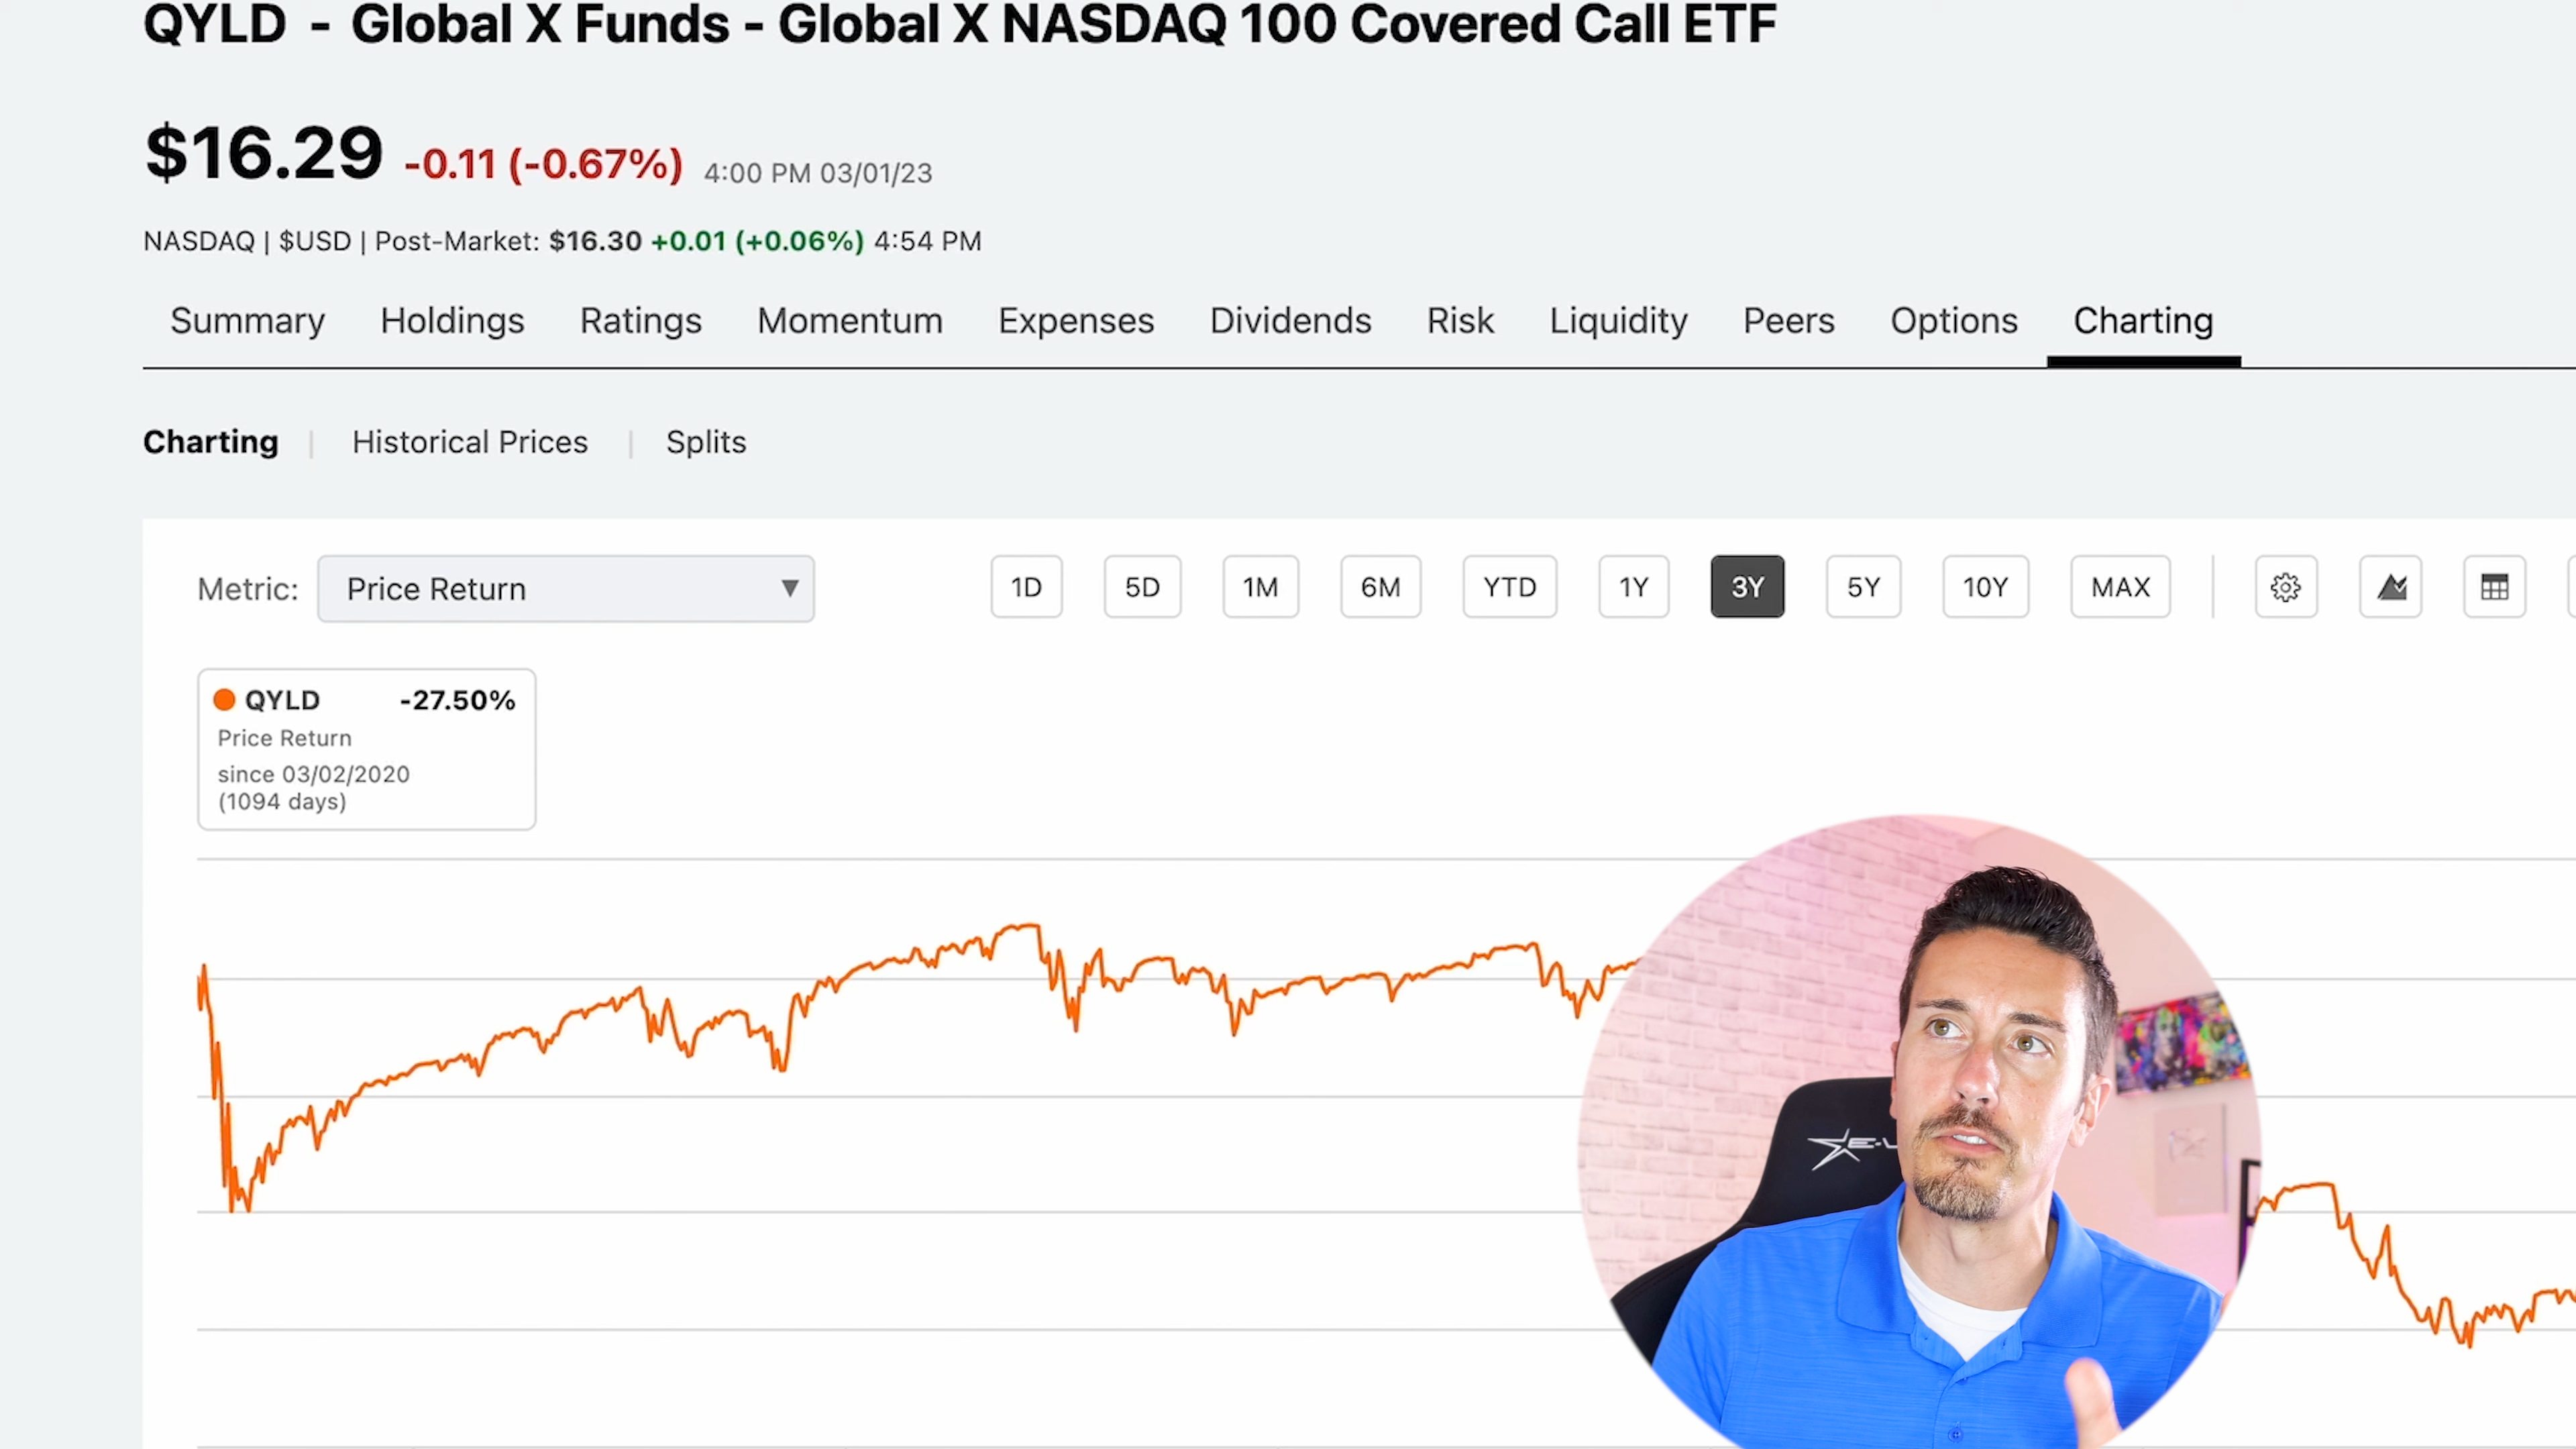 QYLD - Global X Funds - Global X NASDAQ 100 Covered Call ETF
$16.29 -0.11 (-0.67%) 4:00 PM 03/01/23
NASDAQ | $USD | Post-Market: $16.30 +0.01 (+0.06%) 4:54 PM
Summary Holdings Ratings Momentum Expenses Dividends Risk Liquidity Peers Options Charting
Charting | Historical Prices | Splits
Metric: Price Return 1D 5D 1M 6M YTD 1Y 3Y 5Y 10Y MAX
QYLD -27.50%
Price Return
since 03/02/2020
(1094 days)